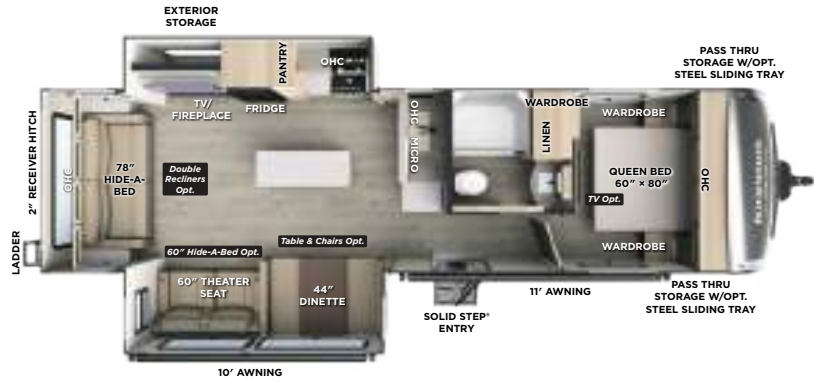 EXTERIOR
STORAGE
PASS THRU
STORAGE W/OPT.
STEEL SLIDING TRAY
PANTRY
OHC
TV/
FIREPLACE
FRIDGE
2" RECEIVER HITCH
OHC
78"
HIDE-A-
BED
Double
Recliners
Opt.
OHC
MICRO
WARDROBE
LINEN
WARDROBE
QUEEN BED
60" × 80"
OHC
TV Opt.
WARDROBE
LADDER
60" Hide-A-Bed Opt.
Table & Chairs Opt.
60" THEATER
SEAT
44"
DINETTE
SOLID STEP®
ENTRY
11' AWNING
PASS THRU
STORAGE W/OPT.
STEEL SLIDING TRAY
10' AWNING